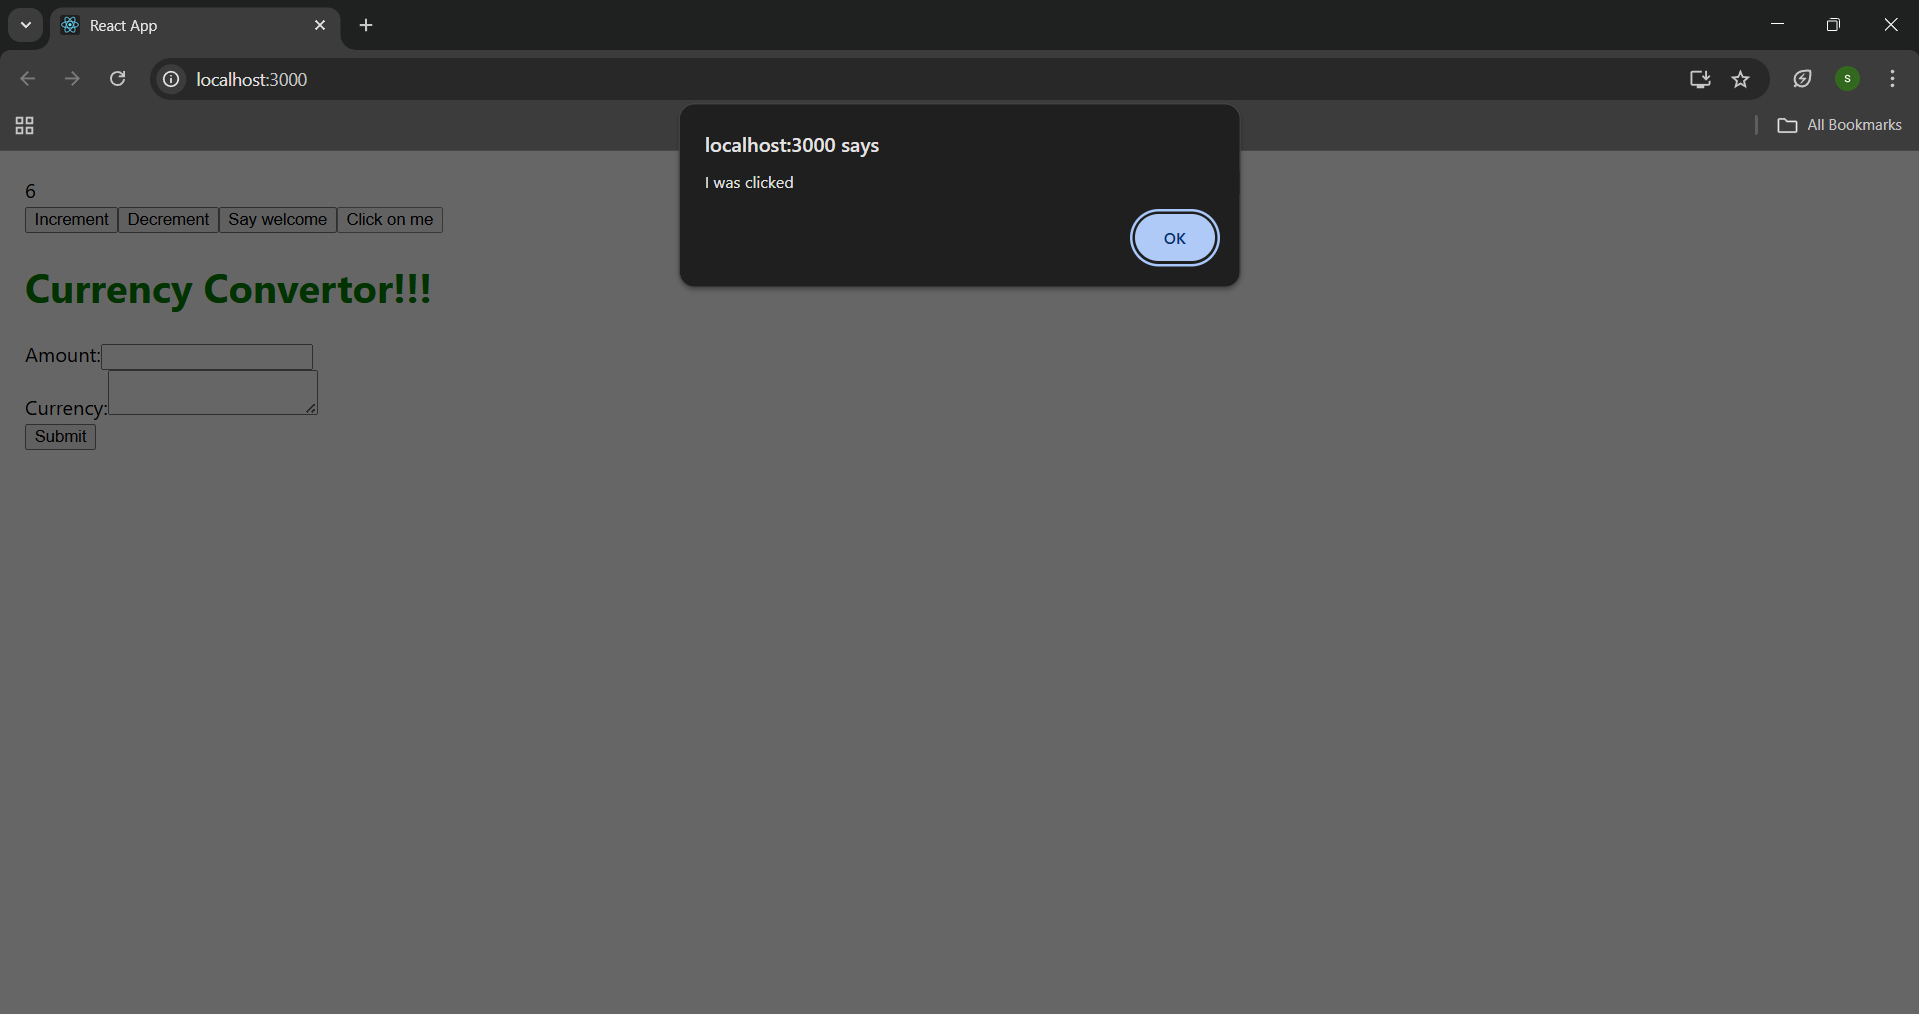 React App
localhost:3000
All Bookmarks
localhost:3000 says
I was clicked
OK
6
Increment Decrement Say welcome Click on me
Currency Convertor!!!
Amount:
Currency:
Submit
S